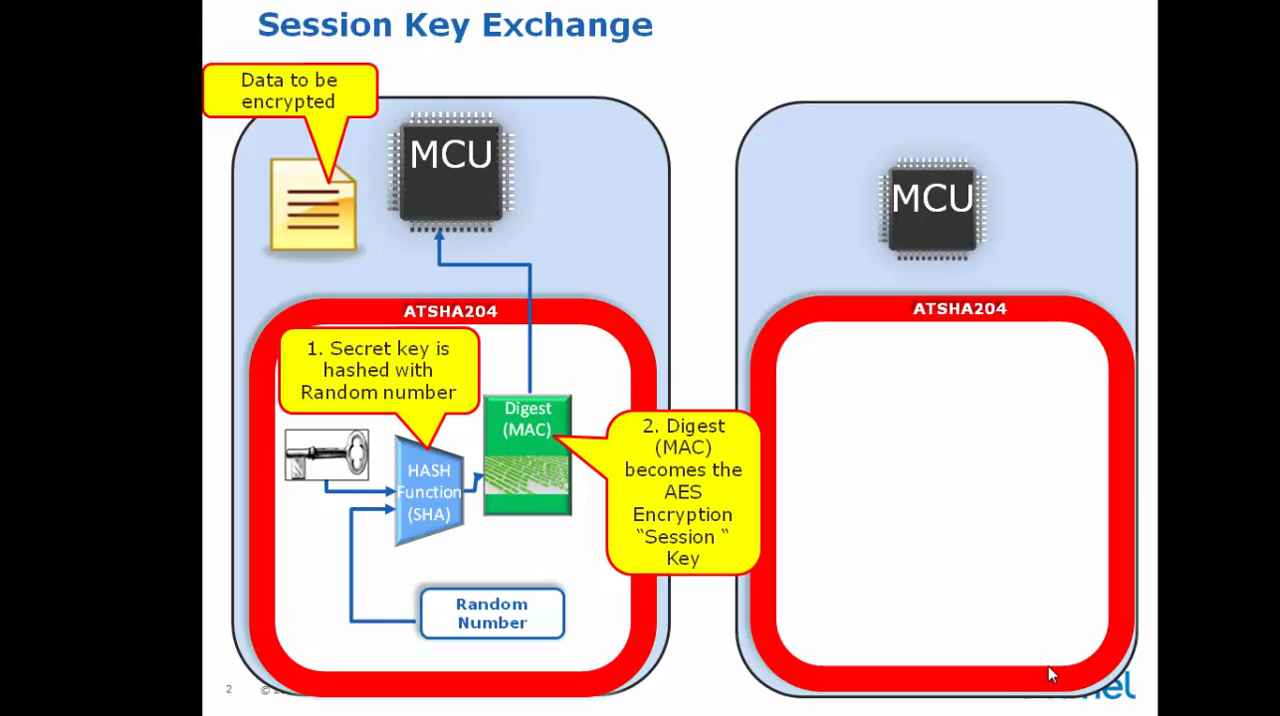 Session Key Exchange
Data to be
encrypted
MCU
MCU
ATSHA204
ATSHA204
1. Secret key is
hashed with
Random number
Digest
(MAC)
HASH
Function
(SHA)
2. Digest
(MAC)
becomes the
AES
Encryption
“Session “
Key
Random
Number
2